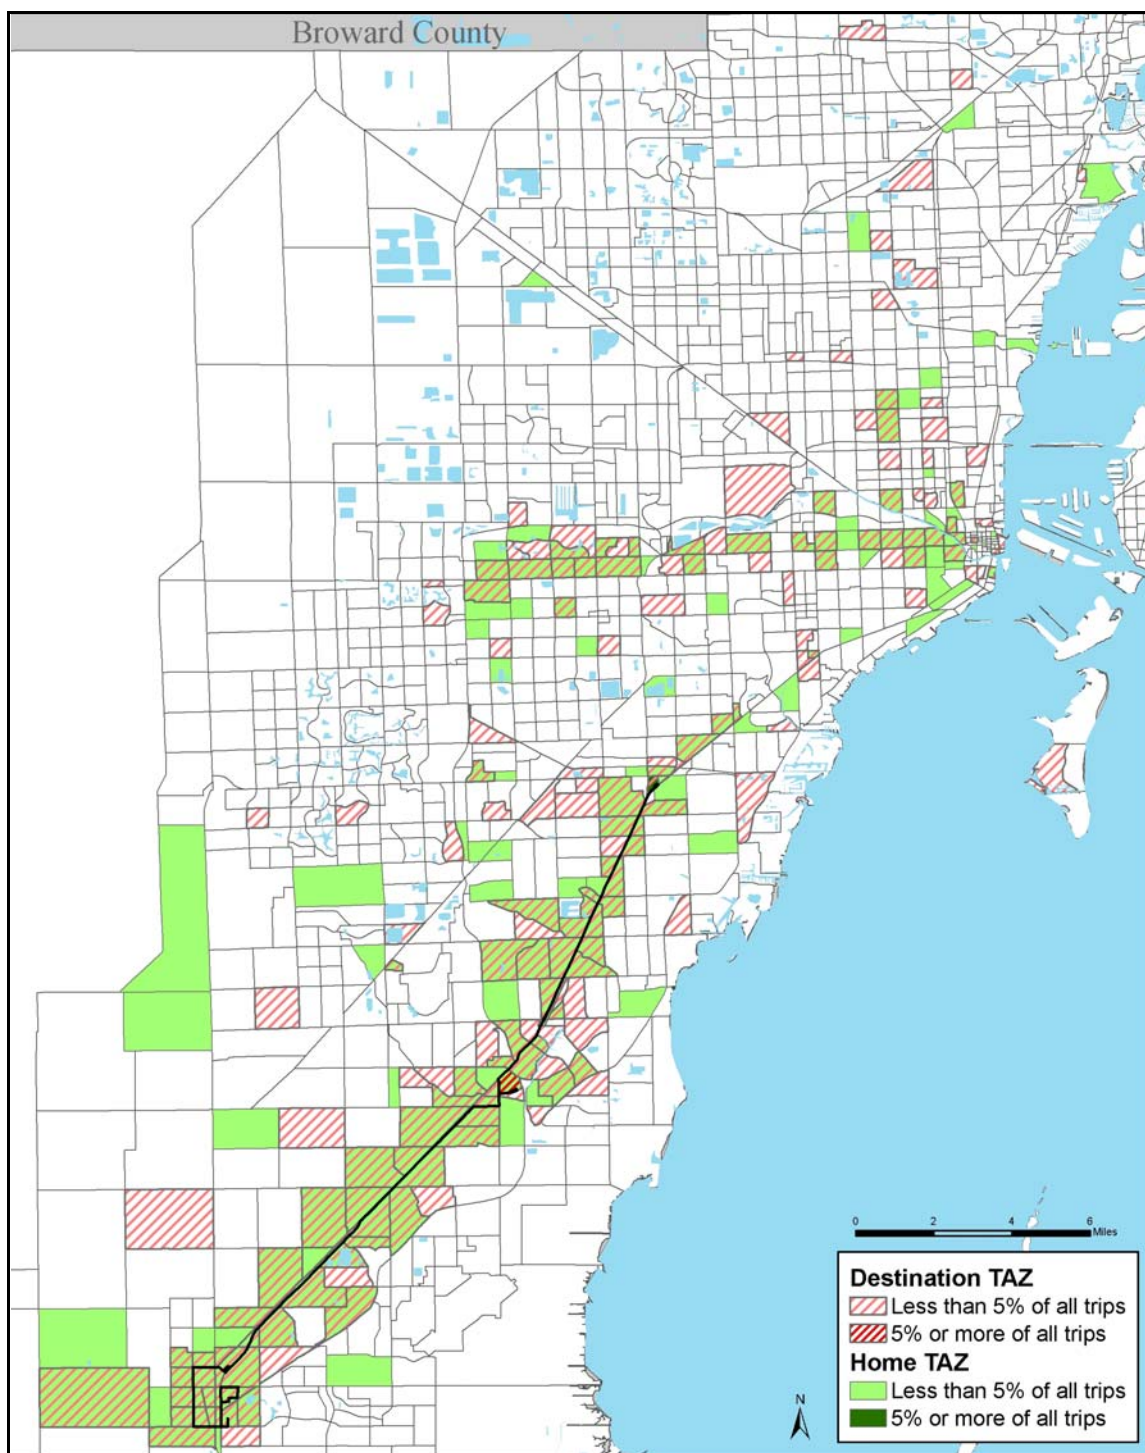 Broward County
0 2 4 6
Miles
Destination TAZ
Less than 5% of all trips
5% or more of all trips
Home TAZ
Less than 5% of all trips
5% or more of all trips
N